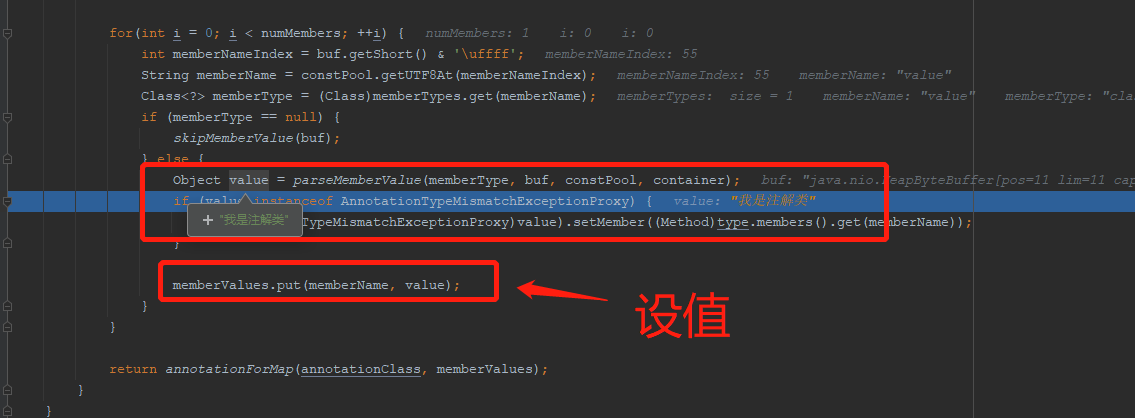 for(int i = 0; i < numMembers; ++i) { numMembers: 1 i: 0 i: 0
int memberNameIndex = buf.getShort() & '\uffff'; memberNameIndex: 55
String memberName = constPool.getUTF8At(memberNameIndex); memberNameIndex: 55 memberName: "value"
Class<?> memberType = (Class)memberTypes.get(memberName); memberTypes: size = 1 memberName: "value" memberType: "cla
if (memberType == null) {
skipMemberValue(buf);
} else {
Object value = parseMemberValue(memberType, buf, constPool, container); buf: "java.nio.HeapByteBuffer[pos=11 lim=11 cap
if (value instanceof AnnotationTypeMismatchExceptionProxy) { value: "我是注解类"
+ "我是注解类" TypeMismatchExceptionProxy)value).setMember((Method)type.members().get(memberName));
}
memberValues.put(memberName, value);
设值
}
}
return annotationForMap(annotationClass, memberValues);
}
}